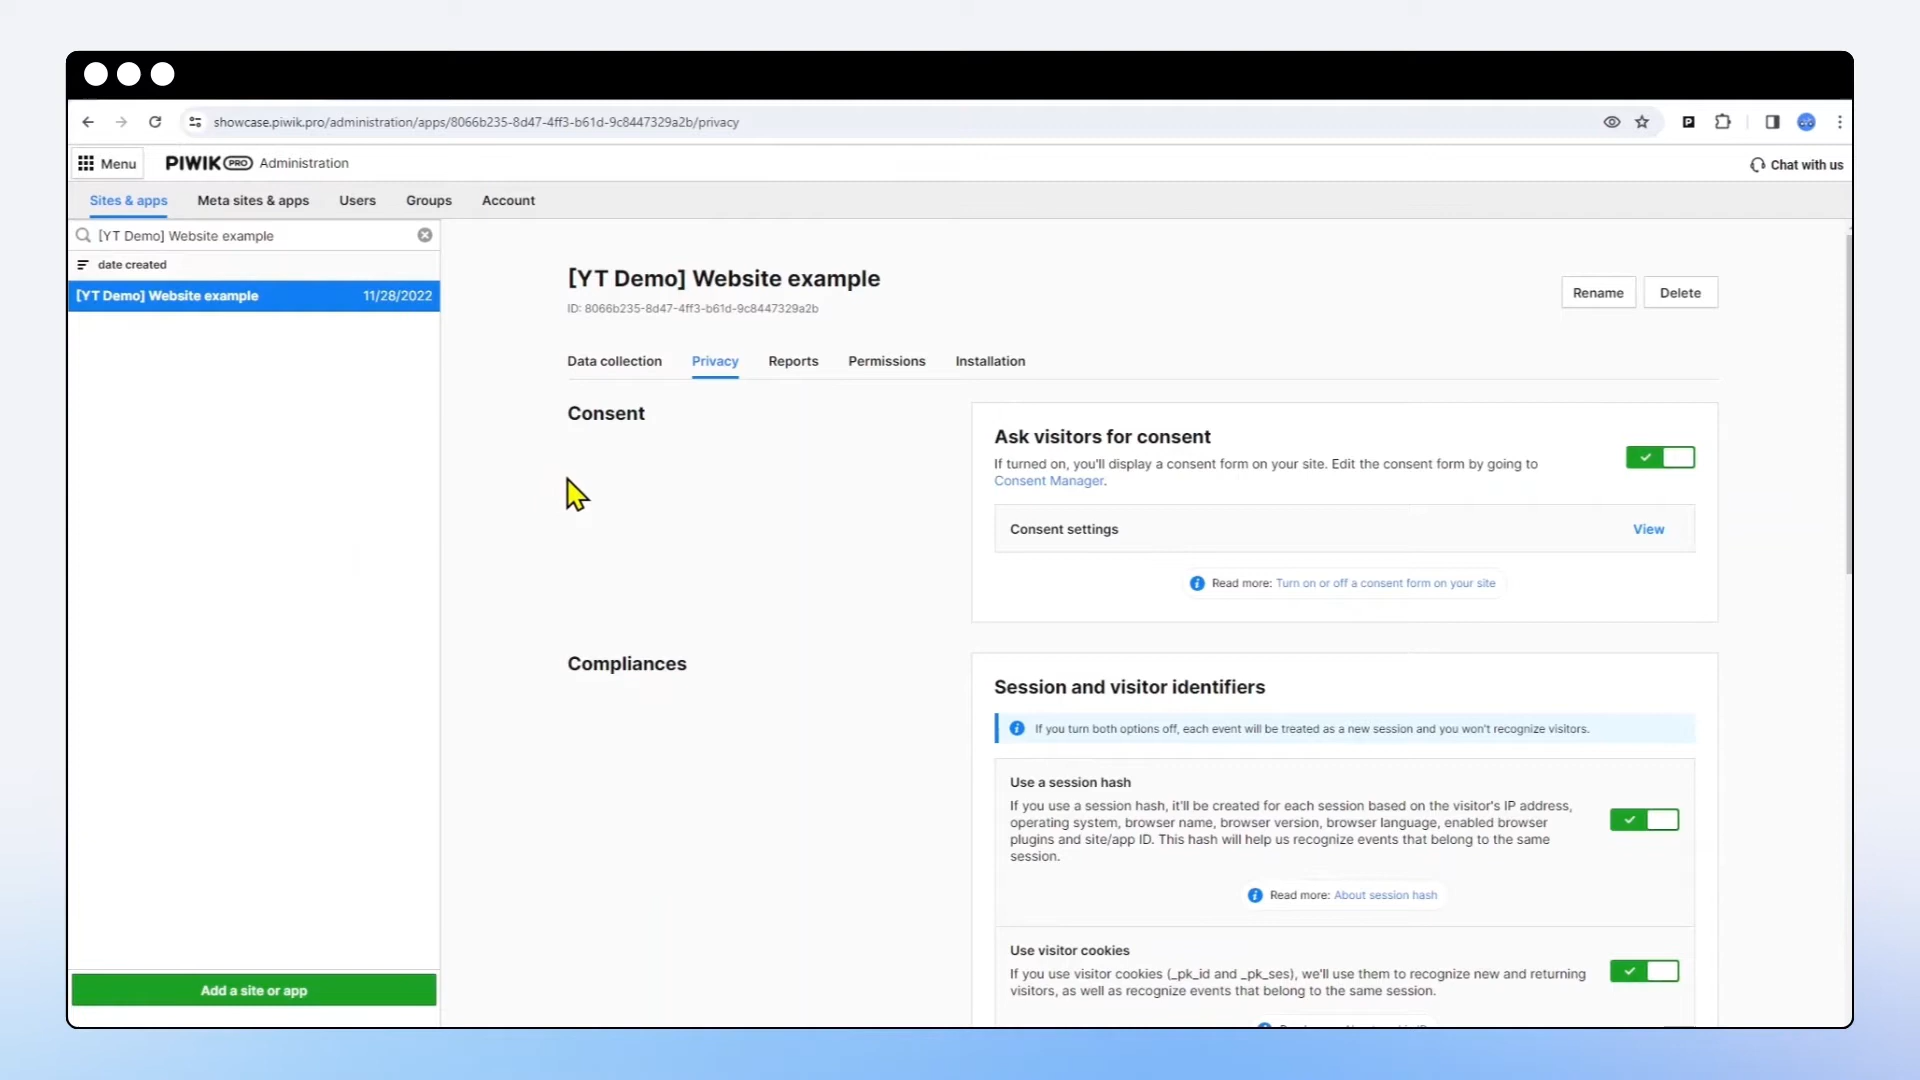 showcase.piwik.pro/administration/apps/8066b235-8d47-4ff3-b61d-9c8447329a2b/privacy
Menu
PIWIK PRO Administration
Chat with us
Sites & apps
Meta sites & apps
Users
Groups
Account
[YT Demo] Website example
date created
[YT Demo] Website example 11/28/2022
Add a site or app
[YT Demo] Website example
ID: 8066b235-8d47-4ff3-b61d-9c8447329a2b
Rename
Delete
Data collection
Privacy
Reports
Permissions
Installation
Consent
Ask visitors for consent
If turned on, you'll display a consent form on your site. Edit the consent form by going to
Consent Manager.
Consent settings
View
Read more: Turn on or off a consent form on your site
Compliances
Session and visitor identifiers
If you turn both options off, each event will be treated as a new session and you won't recognize visitors.
Use a session hash
If you use a session hash, it'll be created for each session based on the visitor's IP address,
operating system, browser name, browser version, browser language, enabled browser
plugins and site/app ID. This hash will help us recognize events that belong to the same
session.
Read more: About session hash
Use visitor cookies
If you use visitor cookies (_pk_id and _pk_ses), we'll use them to recognize new and returning
visitors, as well as recognize events that belong to the same session.